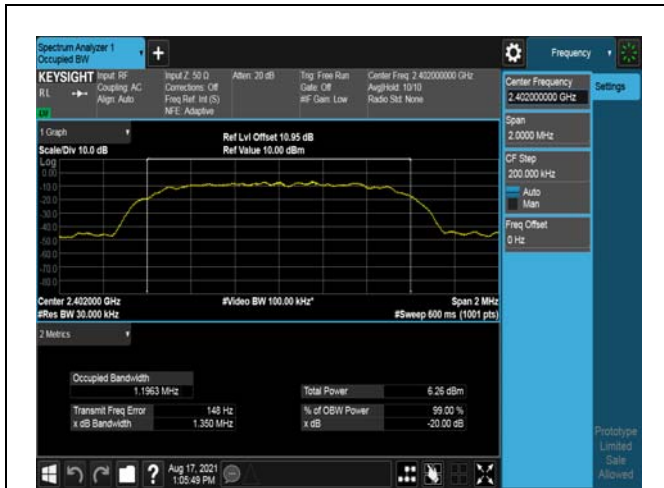 Spectrum Analyzer 1
Occupied BW
Frequency
KEYSIGHT
R L
LXI
Input: RF
Coupling: AC
Align: Auto
Input Z: 50 Ω
Corrections: Off
Freq Ref: Int (S)
NFE: Adaptive
Atten: 20 dB
Trig: Free Run
Gate: Off
#IF Gain: Low
Center Freq: 2.402000000 GHz
Avg|Hold: 10/10
Radio Std: None
Center Frequency
2.402000000 GHz
Settings
Span
2.0000 MHz
CF Step
200.000 kHz
Auto
Man
Freq Offset
0 Hz
1 Graph
Scale/Div 10.0 dB
Ref Lvl Offset 10.95 dB
Ref Value 10.00 dBm
Log
0.00
-10.0
-20.0
-30.0
-40.0
-50.0
-60.0
-70.0
-80.0
Center 2.402000 GHz
#Res BW 30.000 kHz
#Video BW 100.00 kHz*
Span 2 MHz
#Sweep 600 ms (1001 pts)
2 Metrics
Occupied Bandwidth
1.1963 MHz
Total Power 6.26 dBm
Transmit Freq Error 148 Hz
% of OBW Power 99.00 %
x dB Bandwidth 1.350 MHz
x dB -20.00 dB
Prototype
Limited
Sale
Allowed
?
Aug 17, 2021
1:05:49 PM